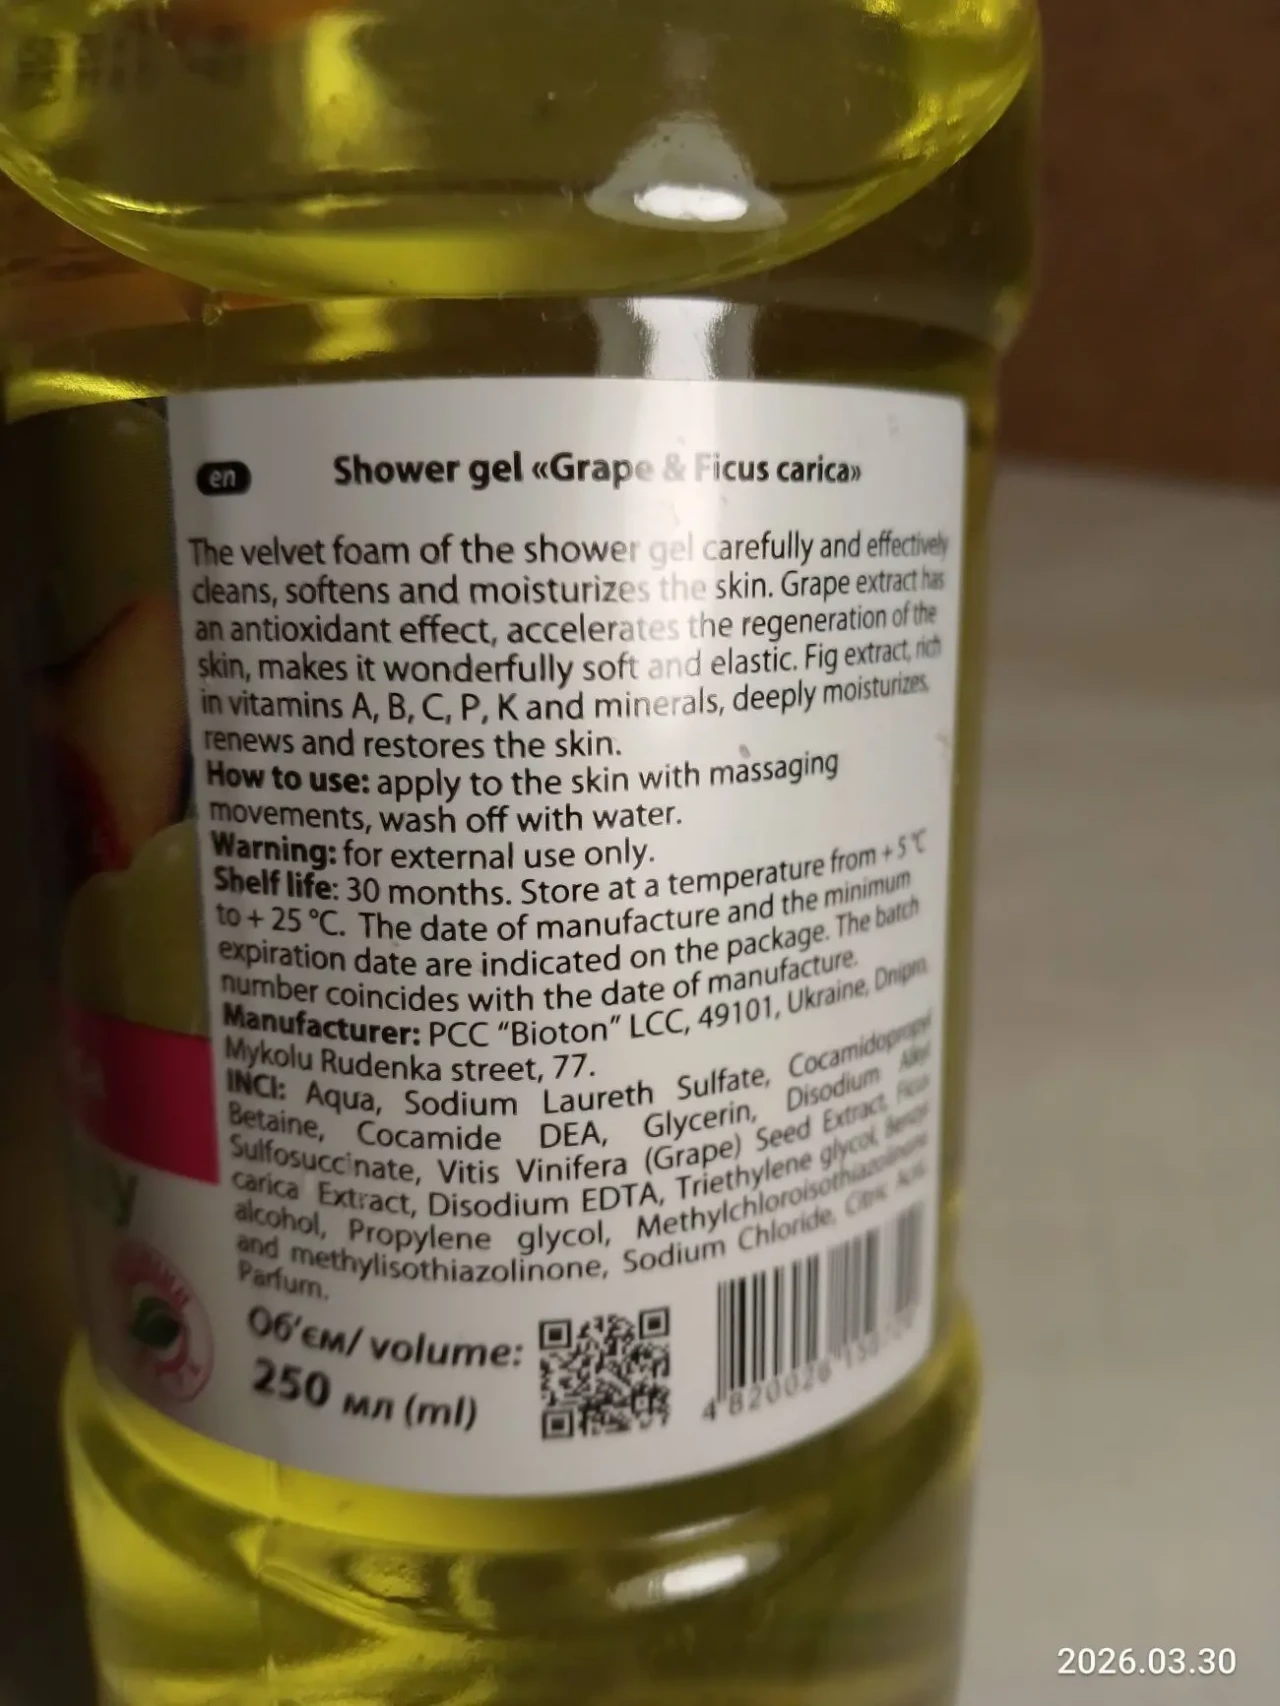 en
Shower gel «Grape & Ficus carica»
The velvet foam of the shower gel carefully and effectively
cleans, softens and moisturizes the skin. Grape extract has
an antioxidant effect, accelerates the regeneration of the
skin, makes it wonderfully soft and elastic. Fig extract, rich
in vitamins A, B, C, P, K and minerals, deeply moisturizes,
renews and restores the skin.
How to use: apply to the skin with massaging
movements, wash off with water.
Warning: for external use only.
Shelf life: 30 months. Store at a temperature from + 5 °C
to + 25 °C. The date of manufacture and the minimum
expiration date are indicated on the package. The batch
number coincides with the date of manufacture.
Manufacturer: PCC "Bioton" LCC, 49101, Ukraine, Dnipro,
Mykolu Rudenka street, 77.
INCI: Aqua, Sodium Laureth Sulfate, Cocamidopropyl
Betaine, Cocamide DEA, Glycerin, Disodium Alkyl
Sulfosuccinate, Vitis Vinifera (Grape) Seed Extract, Ficus
carica Extract, Disodium EDTA, Triethylene glycol, Benzyl
alcohol, Propylene glycol, Methylchloroisothiazolinone
and methylisothiazolinone, Sodium Chloride, Citric Acid,
Parfum.
Об'єм/ volume:
250 мл (ml)
4 820026
2026.03.30